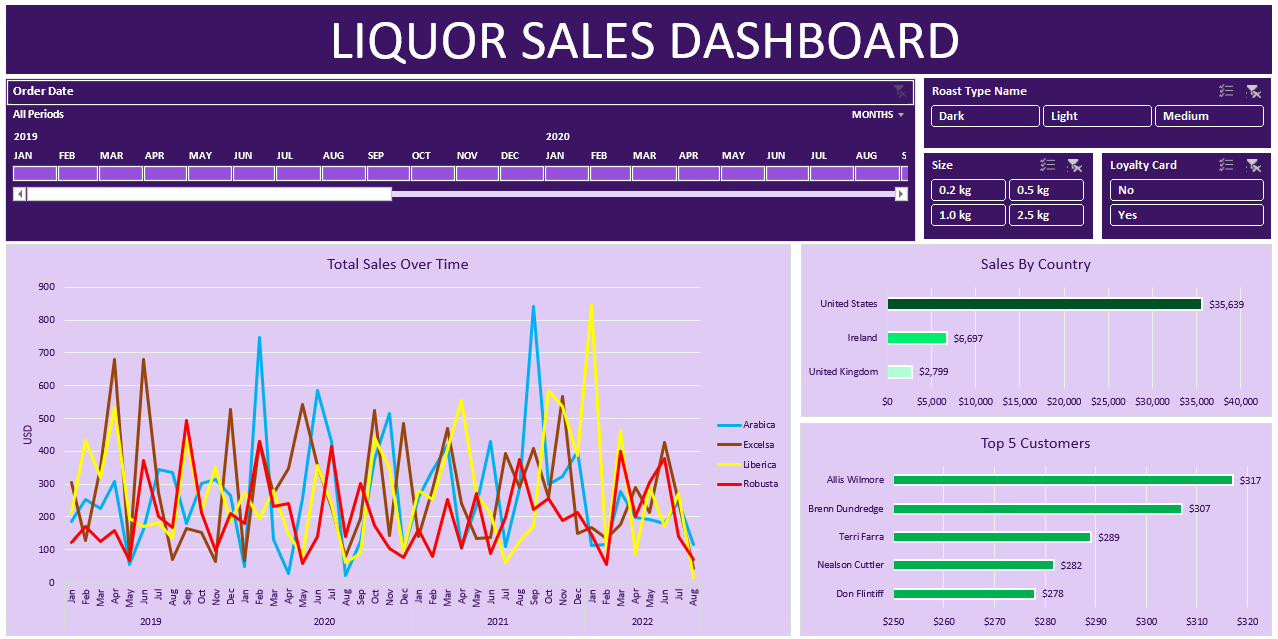 LIQUOR SALES DASHBOARD
Order Date
All Periods
MONTHS
2019 2020
JAN FEB MAR APR MAY JUN JUL AUG SEP OCT NOV DEC JAN FEB MAR APR MAY JUN JUL AUG S
Roast Type Name
Dark Light Medium
Size
0.2 kg 0.5 kg
1.0 kg 2.5 kg
Loyalty Card
No
Yes
Total Sales Over Time
900
800
700
600
500
400
300
200
100
0
USD
Jan Feb Mar Apr May Jun Jul Aug Sep Oct Nov Dec Jan Feb Mar Apr May Jun Jul Aug Sep Oct Nov Dec Jan Feb Mar Apr May Jun Jul Aug Sep Oct Nov Dec Jan Feb Mar Apr May Jun Jul Aug
2019 2020 2021 2022
Arabica
Excelsa
Liberica
Robusta
Sales By Country
United States $35,639
Ireland $6,697
United Kingdom $2,799
$0 $5,000 $10,000 $15,000 $20,000 $25,000 $30,000 $35,000 $40,000
Top 5 Customers
Allis Wilmore $317
Brenn Dundredge $307
Terri Farra $289
Nealson Cuttler $282
Don Flintiff $278
$250 $260 $270 $280 $290 $300 $310 $320